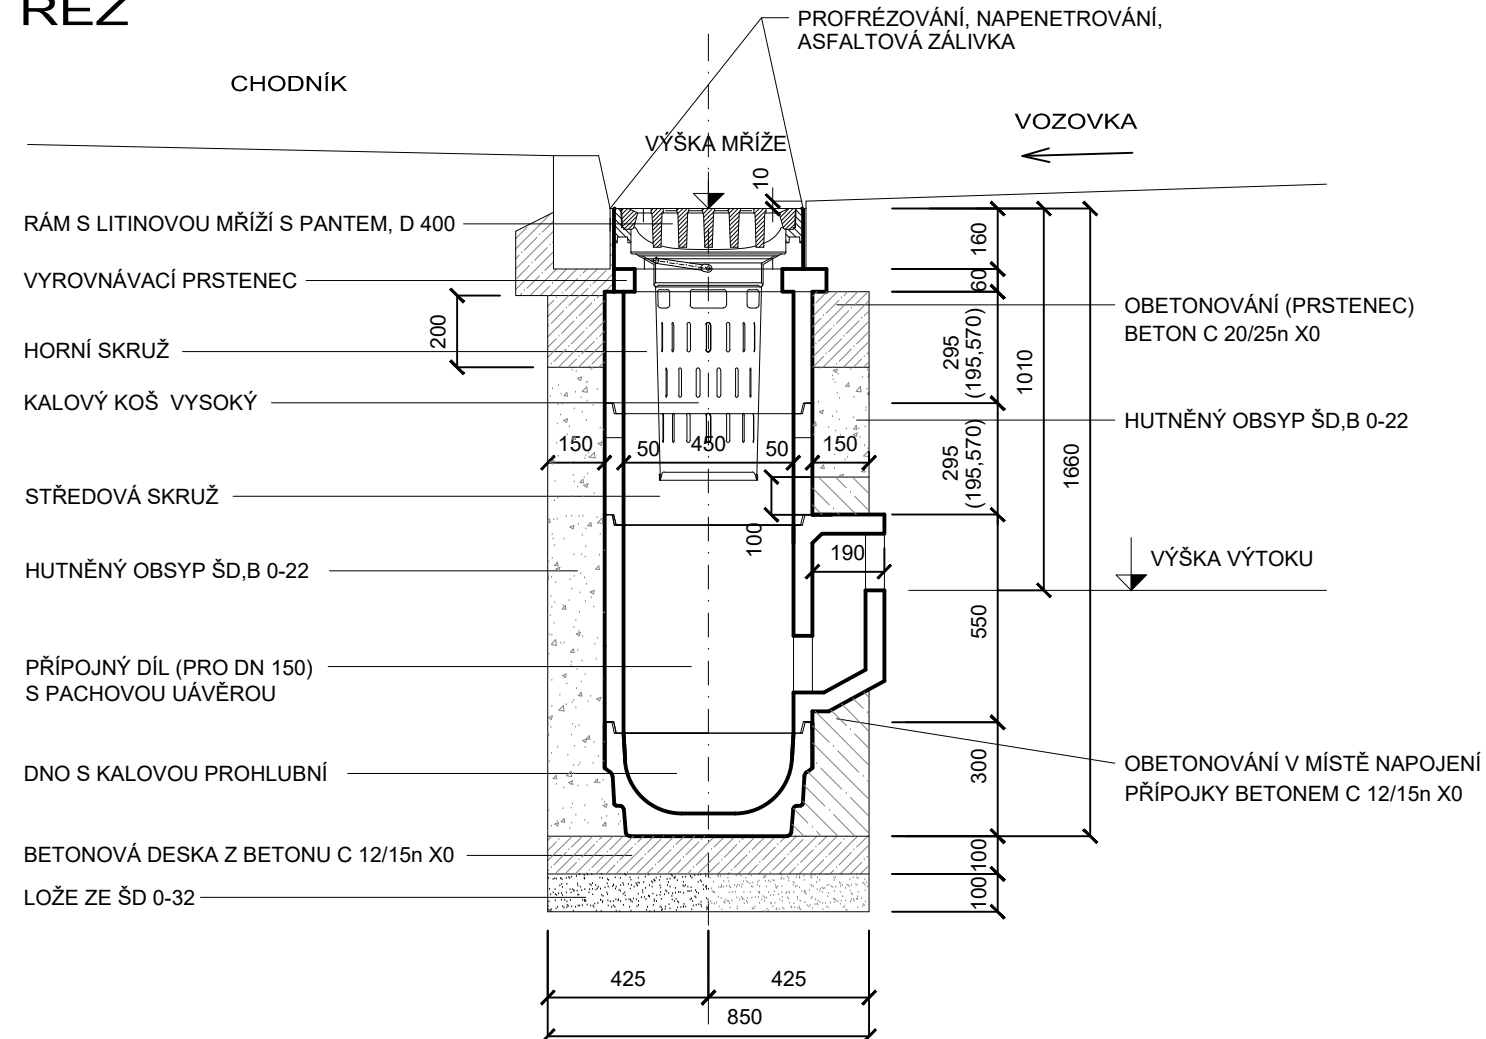 ŘEZ
PROFRÉZOVÁNÍ, NAPENETROVÁNÍ,
ASFALTOVÁ ZÁLIVKA
CHODNÍK
VOZOVKA
VÝŠKA MŘÍŽE
10
RÁM S LITINOVOU MŘÍŽÍ S PANTEM, D 400
160
VYROVNÁVACÍ PRSTENEC
60
OBETONOVÁNÍ (PRSTENEC)
BETON C 20/25n X0
200
HORNÍ SKRUŽ
295
(195,570)
1010
KALOVÝ KOŠ  VYSOKÝ
HUTNĚNÝ OBSYP ŠD,B 0-22
150
50
450
50
150
295
(195,570)
1660
STŘEDOVÁ SKRUŽ
100
190
VÝŠKA VÝTOKU
HUTNĚNÝ OBSYP ŠD,B 0-22
550
PŘÍPOJNÝ DÍL (PRO DN 150)
S PACHOVOU UÁVĚROU
DNO S KALOVOU PROHLUBNÍ
300
OBETONOVÁNÍ V MÍSTĚ NAPOJENÍ
PŘÍPOJKY BETONEM C 12/15n X0
BETONOVÁ DESKA Z BETONU C 12/15n X0
100
LOŽE ZE ŠD 0-32
100
425
425
850